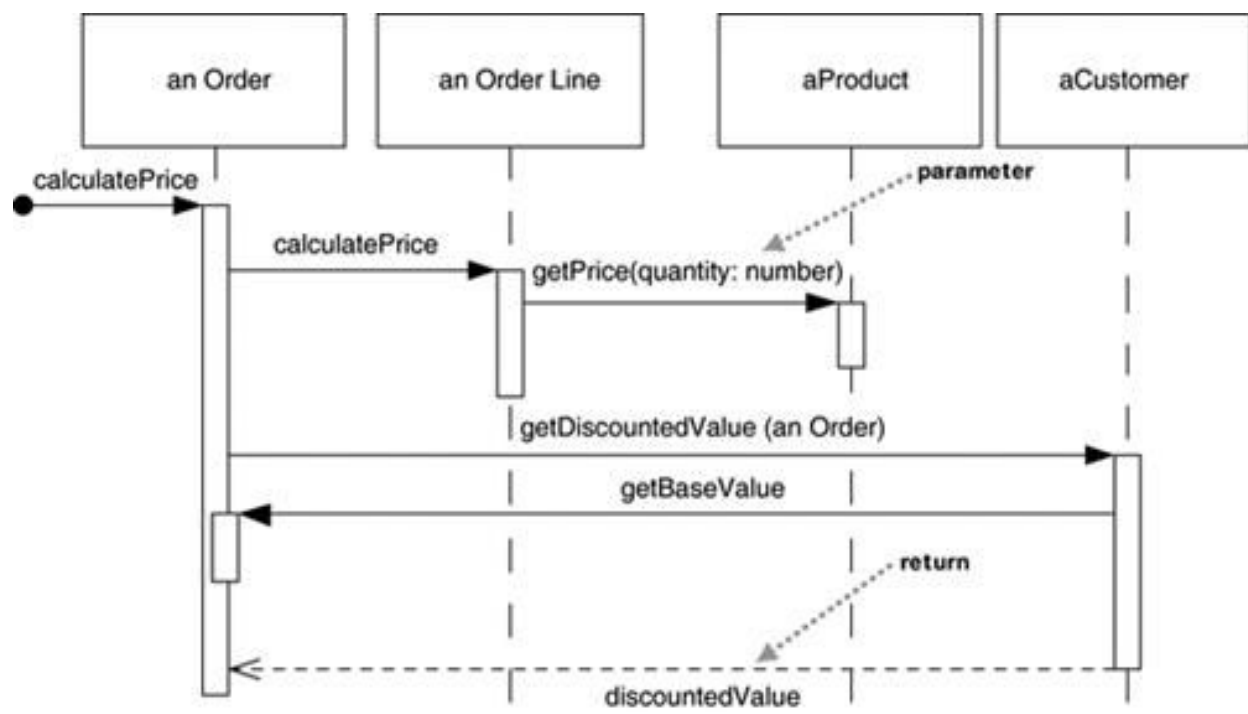 an Order
an Order Line
aProduct
aCustomer
calculatePrice
parameter
calculatePrice
getPrice(quantity: number)
getDiscountedValue (an Order)
getBaseValue
return
discountedValue